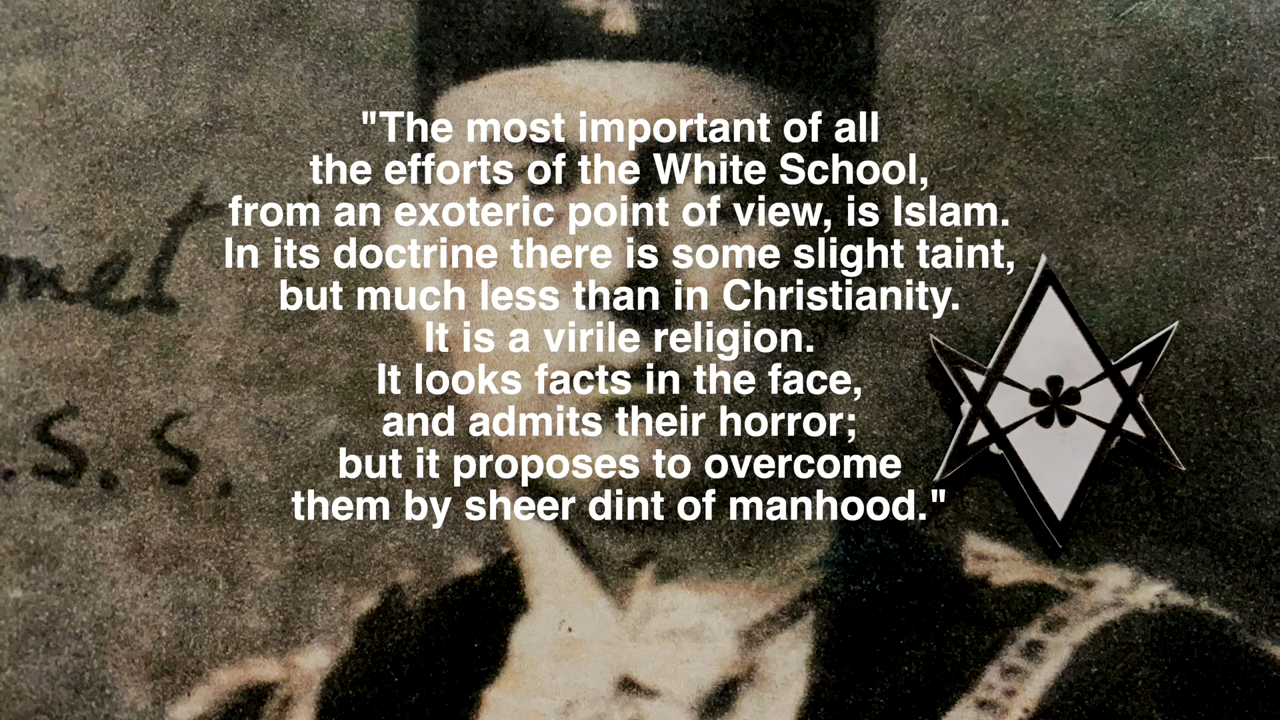 "The most important of all
the efforts of the White School,
from an exoteric point of view, is Islam.
In its doctrine there is some slight taint,
but much less than in Christianity.
It is a virile religion.
It looks facts in the face,
and admits their horror;
but it proposes to overcome
them by sheer dint of manhood."
met
.S.S.